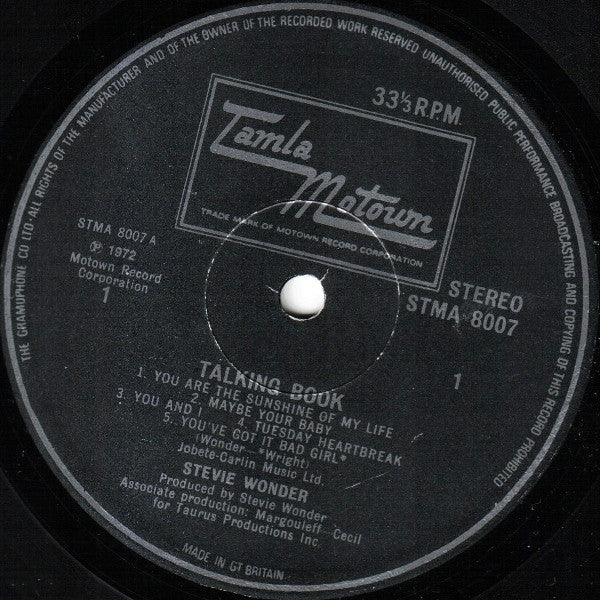 THE GRAMOPHONE CO LTD · ALL RIGHTS OF THE MANUFACTURER AND OF THE OWNER OF THE RECORDED WORK RESERVED UNAUTHORISED PUBLIC PERFORMANCE BROADCASTING AND COPYING OF THIS RECORD PROHIBITED
33⅓ R.P.M.
Tamla
Motown
TRADE MARK OF MOTOWN RECORD CORPORATION
STMA 8007 A
℗ 1972
Motown Record
Corporation
1
STEREO
STMA 8007
1
TALKING BOOK
1. YOU ARE THE SUNSHINE OF MY LIFE
2. MAYBE YOUR BABY
3. YOU AND I 4. TUESDAY HEARTBREAK
5. YOU'VE GOT IT BAD GIRL*
(Wonder—*Wright)
Jobete-Carlin Music Ltd.
STEVIE WONDER
Produced by Stevie Wonder
Associate production: Margouleff—Cecil
for Taurus Productions Inc.
MADE IN GT BRITAIN